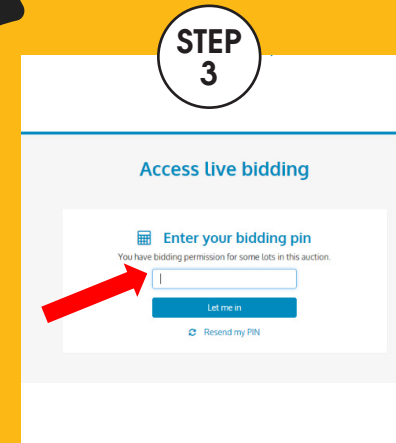 STEP
3
Access live bidding
Enter your bidding pin
You have bidding permission for some lots in this auction.
Let me in
Resend my PIN